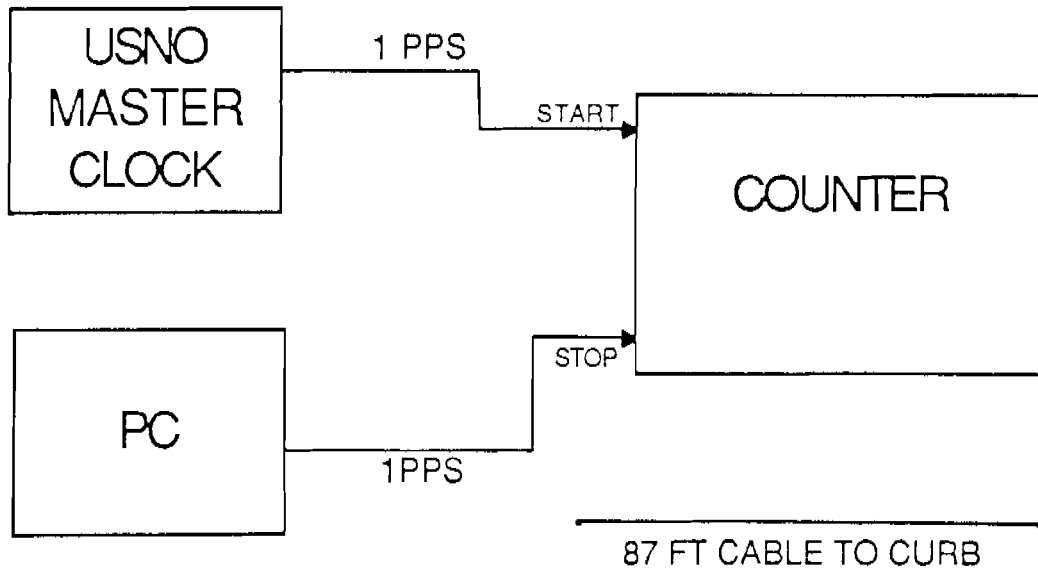 USNO
MASTER
CLOCK
1 PPS
START
COUNTER
STOP
PC
1PPS
87 FT CABLE TO CURB